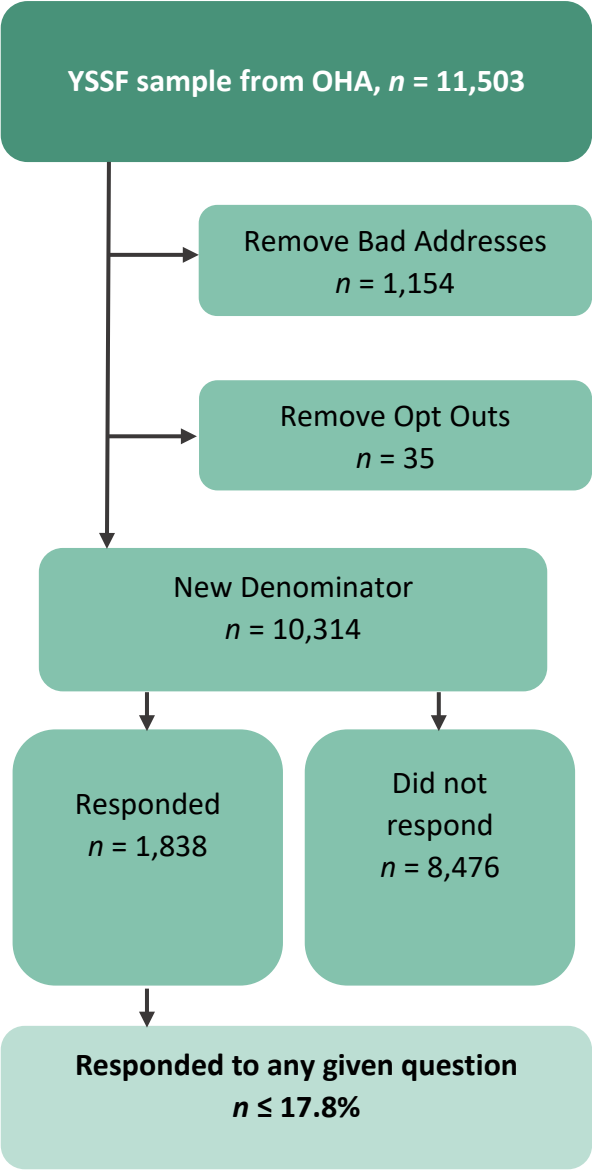 YSSF sample from OHA, n = 11,503
Remove Bad Addresses
n = 1,154
Remove Opt Outs
n = 35
New Denominator
n = 10,314
Responded
n = 1,838
Did not
respond
n = 8,476
Responded to any given question
n ≤ 17.8%